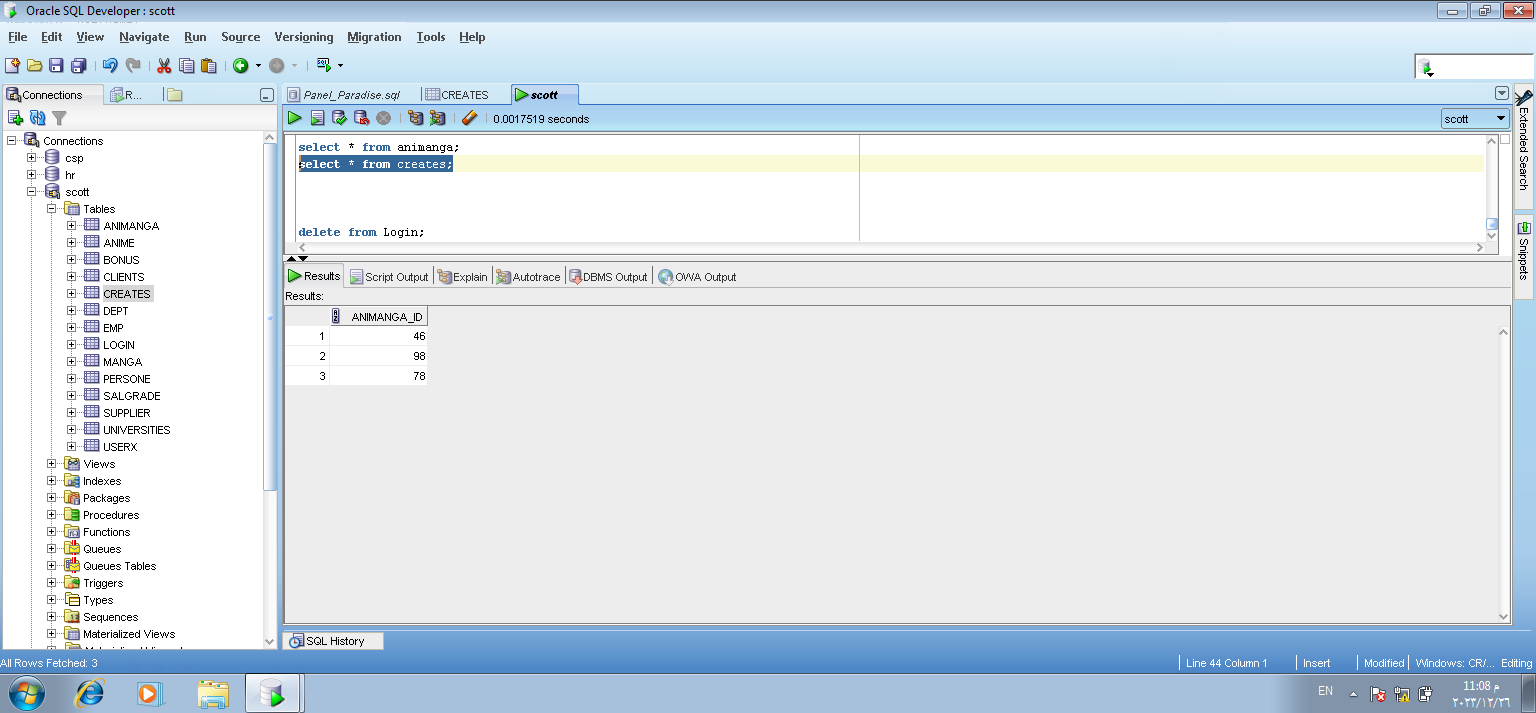 Oracle SQL Developer : scott
File Edit View Navigate Run Source Versioning Migration Tools Help
Connections R...
Panel_Paradise.sql CREATES scott
0.0017519 seconds
scott
Connections
csp
hr
scott
Tables
ANIMANGA
ANIME
BONUS
CLIENTS
CREATES
DEPT
EMP
LOGIN
MANGA
PERSONE
SALGRADE
SUPPLIER
UNIVERSITIES
USERX
Views
Indexes
Packages
Procedures
Functions
Queues
Queues Tables
Triggers
Types
Sequences
Materialized Views
select * from animanga;
select * from creates;
delete from Login;
Results Script Output Explain Autotrace DBMS Output OWA Output
Results:
ANIMANGA_ID
1 46
2 98
3 78
SQL History
Extended Search
Snippets
All Rows Fetched: 3
Line 44 Column 1 Insert Modified Windows: CR/... Editing
EN
11:08 م
٢٠٢٣/١٢/٢٦